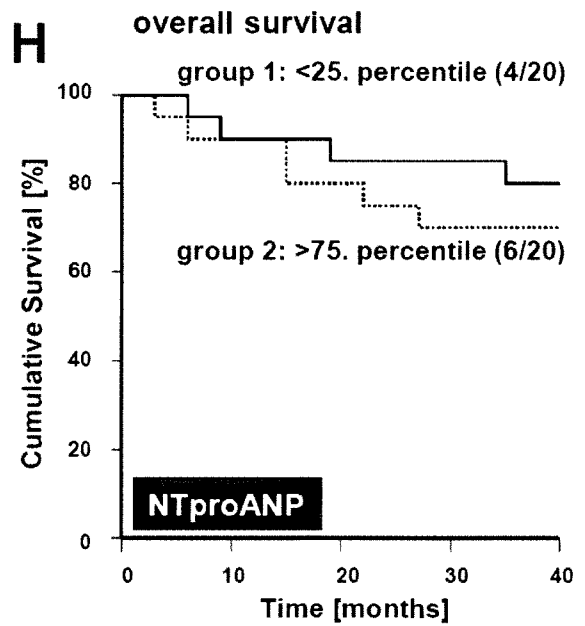 H
overall survival
group 1: <25. percentile (4/20)
100
80
60
40
20
0
Cumulative Survival [%]
group 2: >75. percentile (6/20)
NTproANP
0 10 20 30 40
Time [months]